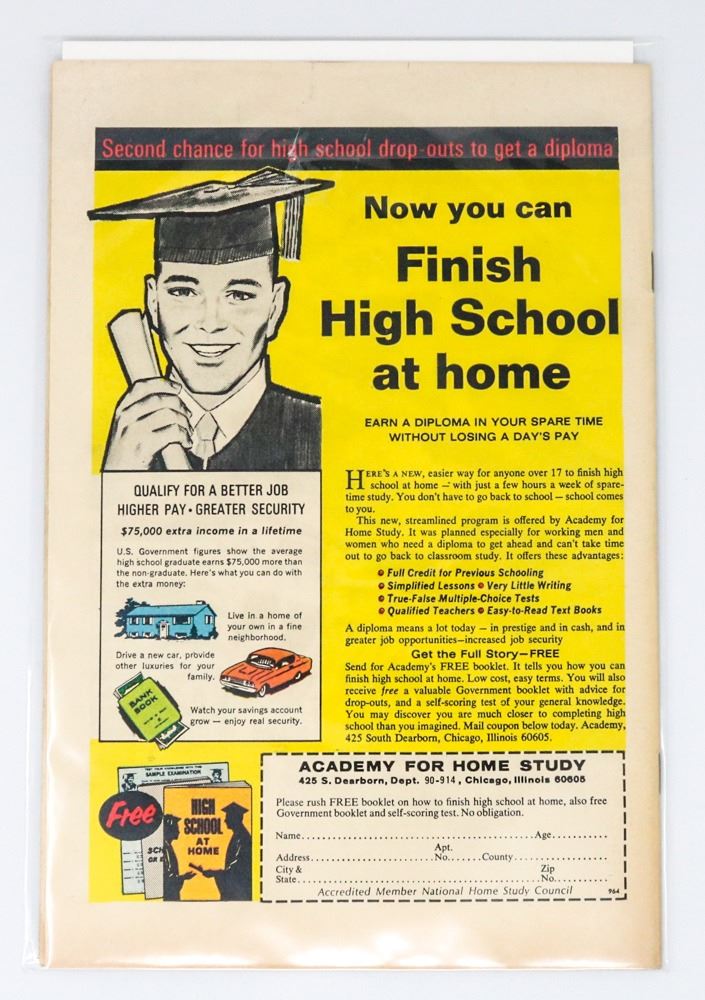 Second chance for high school drop-outs to get a diploma
Now you can
Finish
High School
at home
EARN A DIPLOMA IN YOUR SPARE TIME
WITHOUT LOSING A DAY'S PAY
QUALIFY FOR A BETTER JOB
HIGHER PAY • GREATER SECURITY
$75,000 extra income in a lifetime
U.S. Government figures show the average
high school graduate earns $75,000 more than
the non-graduate. Here's what you can do with
the extra money:
Live in a home of
your own in a fine
neighborhood.
Drive a new car, provide
other luxuries for your
family.
BANK
BOOK
Watch your savings account
grow — enjoy real security.
HERE'S A NEW, easier way for anyone over 17 to finish high
school at home — with just a few hours a week of spare-
time study. You don't have to go back to school — school comes
to you.
This new, streamlined program is offered by Academy for
Home Study. It was planned especially for working men and
women who need a diploma to get ahead and can't take time
out to go back to classroom study. It offers these advantages:
• Full Credit for Previous Schooling
• Simplified Lessons • Very Little Writing
• True-False Multiple-Choice Tests
• Qualified Teachers • Easy-to-Read Text Books
A diploma means a lot today — in prestige and in cash, and in
greater job opportunities—increased job security
Get the Full Story—FREE
Send for Academy's FREE booklet. It tells you how you can
finish high school at home. Low cost, easy terms. You will also
receive free a valuable Government booklet with advice for
drop-outs, and a self-scoring test of your general knowledge.
You may discover you are much closer to completing high
school than you imagined. Mail coupon below today. Academy,
425 South Dearborn, Chicago, Illinois 60605.
SAMPLE EXAMINATION
Free
HIGH
SCHOOL
AT
HOME
ACADEMY FOR HOME STUDY
425 S. Dearborn, Dept. 90-914, Chicago, Illinois 60605
Please rush FREE booklet on how to finish high school at home, also free
Government booklet and self-scoring test. No obligation.
Name.......... Age..........
Address.......... Apt. No..... County..........
City & State.......... Zip No..........
Accredited Member National Home Study Council 964